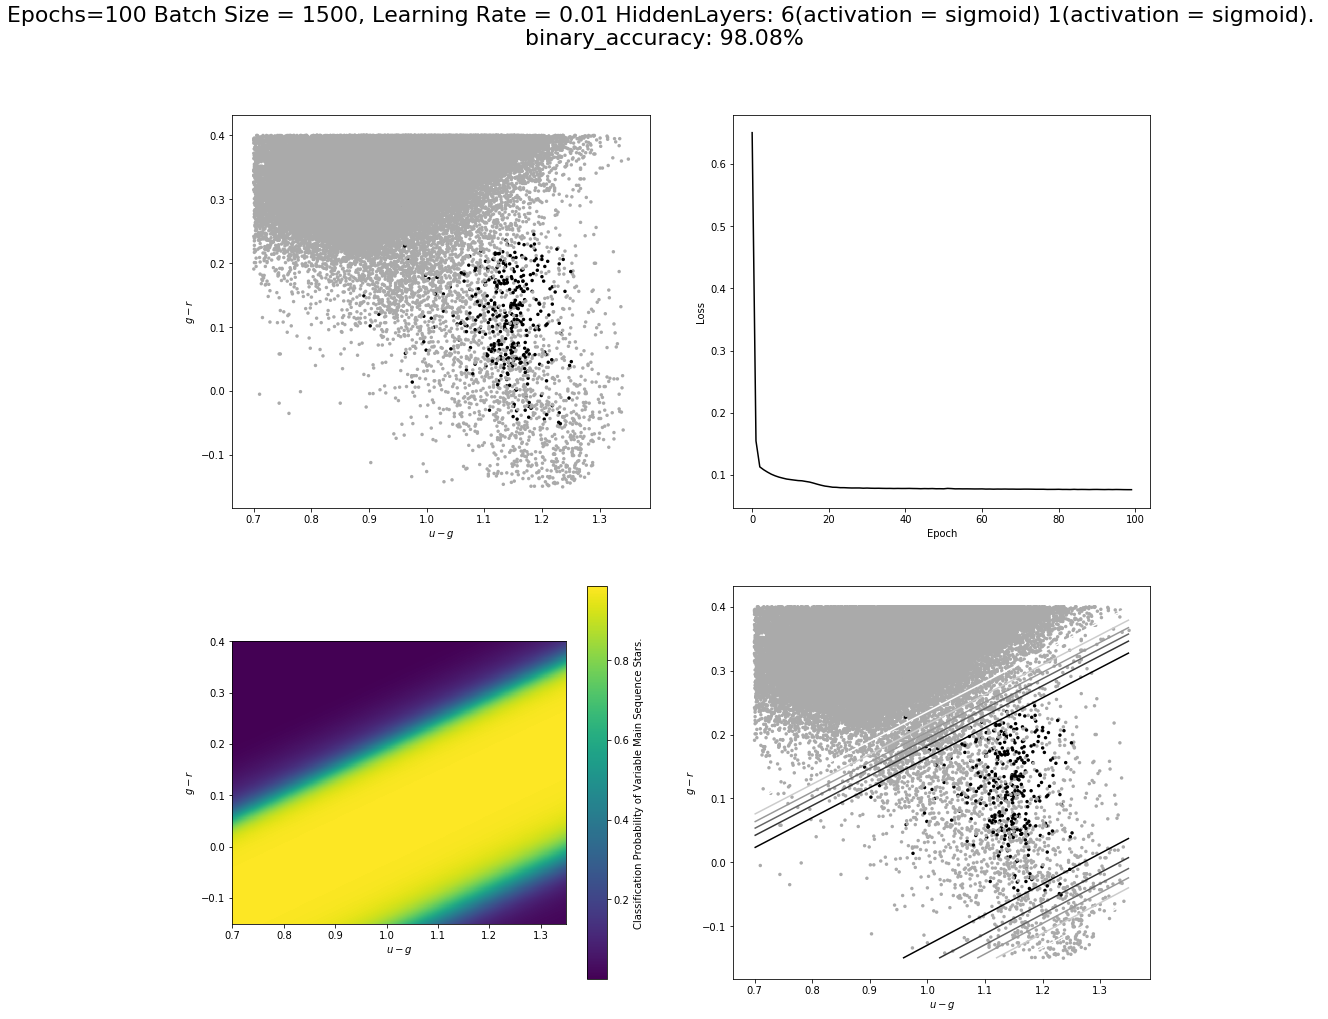 Epochs=100 Batch Size = 1500, Learning Rate = 0.01 HiddenLayers: 6(activation = sigmoid) 1(activation = sigmoid).
binary_accuracy: 98.08%
0.4
0.3
0.2
0.1
0.0
−0.1
g − r
0.7 0.8 0.9 1.0 1.1 1.2 1.3
u − g
0.6
0.5
0.4
0.3
0.2
0.1
Loss
0 20 40 60 80 100
Epoch
0.4
0.3
0.2
0.1
0.0
−0.1
g − r
0.7 0.8 0.9 1.0 1.1 1.2 1.3
u − g
0.8
0.6
0.4
0.2
Classification Probability of Variable Main Sequence Stars.
0.4
0.3
0.2
0.1
0.0
−0.1
g − r
0.7 0.8 0.9 1.0 1.1 1.2 1.3
u − g